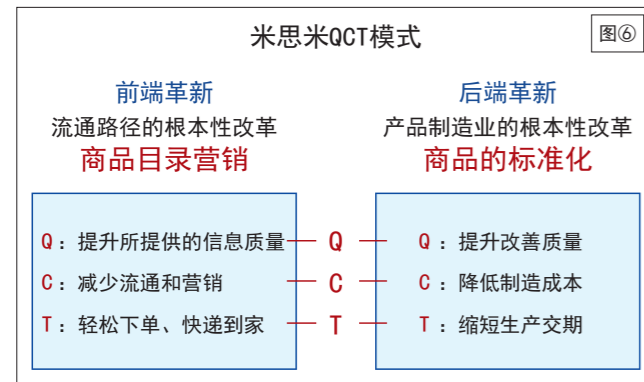 米思米QCT模式
图⑥
前端革新
流通路径的根本性改革
商品目录营销
后端革新
产品制造业的根本性改革
商品的标准化
Q：提升所提供的信息质量
C：减少流通和营销
T：轻松下单、快递到家
Q
C
T
Q：提升改善质量
C：降低制造成本
T：缩短生产交期